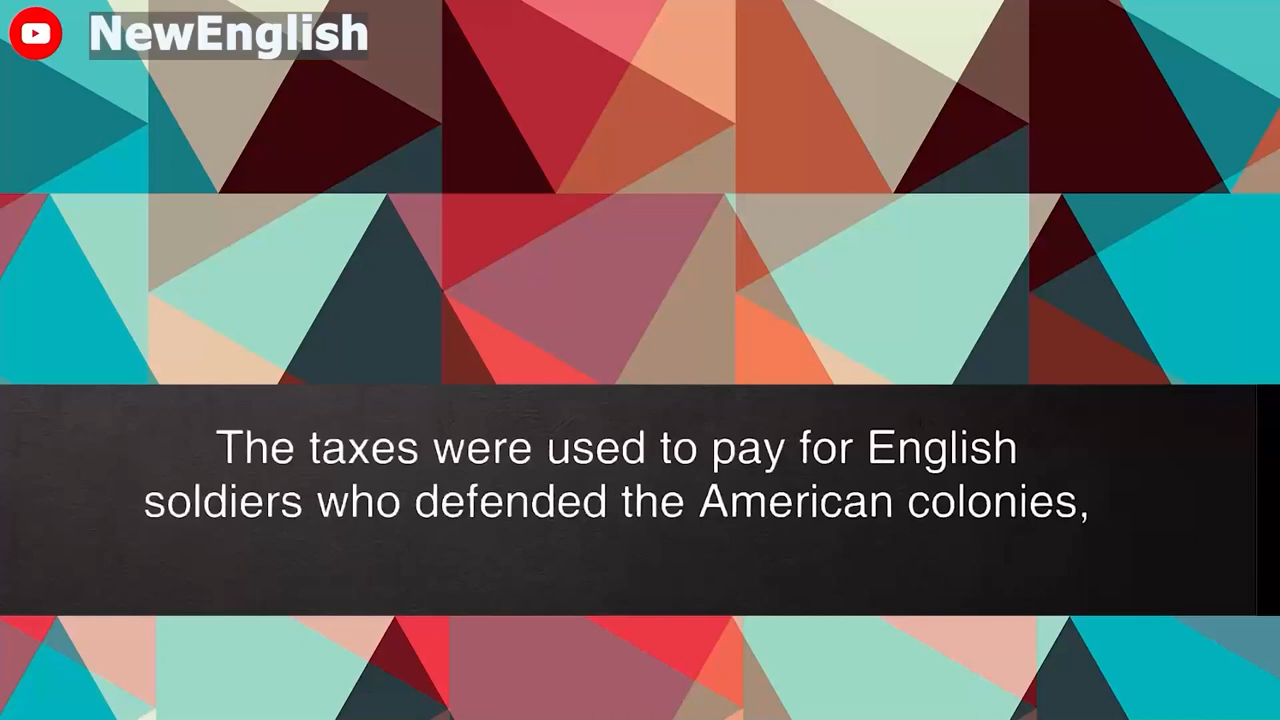 NewEnglish
The taxes were used to pay for English
soldiers who defended the American colonies,